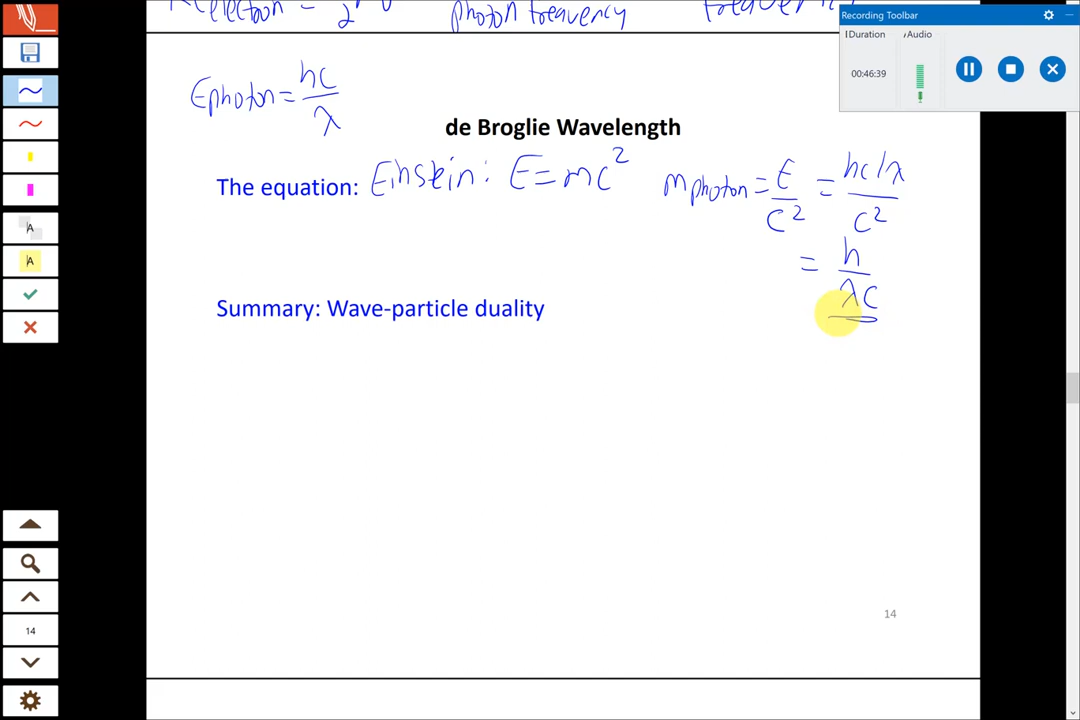 photon frequency
Recording Toolbar
Duration
Audio
00:46:39
Ephoton = hc/λ
de Broglie Wavelength
The equation: Einstein: E=mc²
mphoton = E/c² = hc/λ / c²
= h/λc
Summary: Wave-particle duality
A
A
14
14